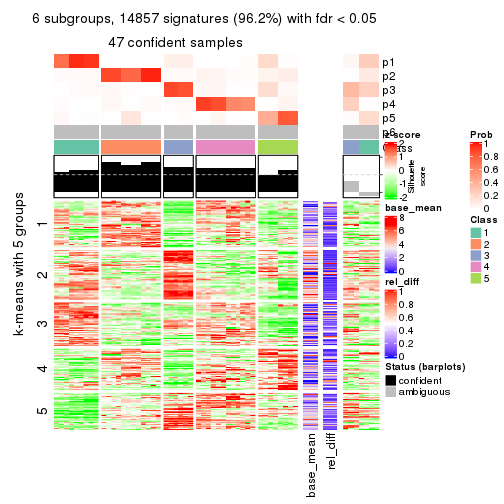 6 subgroups, 14857 signatures (96.2%) with fdr < 0.05
47 confident samples
p1
p2
p3
p4
p5
p6
Class
Silhouette
score
k-means with 5 groups
1
2
3
4
5
base_mean
rel_diff
z-score
2
1
0
-1
-2
base_mean
8
6
4
2
0
rel_diff
1
0.8
0.6
0.4
0.2
0
Status (barplots)
confident
ambiguous
Prob
1
0.8
0.6
0.4
0.2
0
Class
1
2
3
4
5